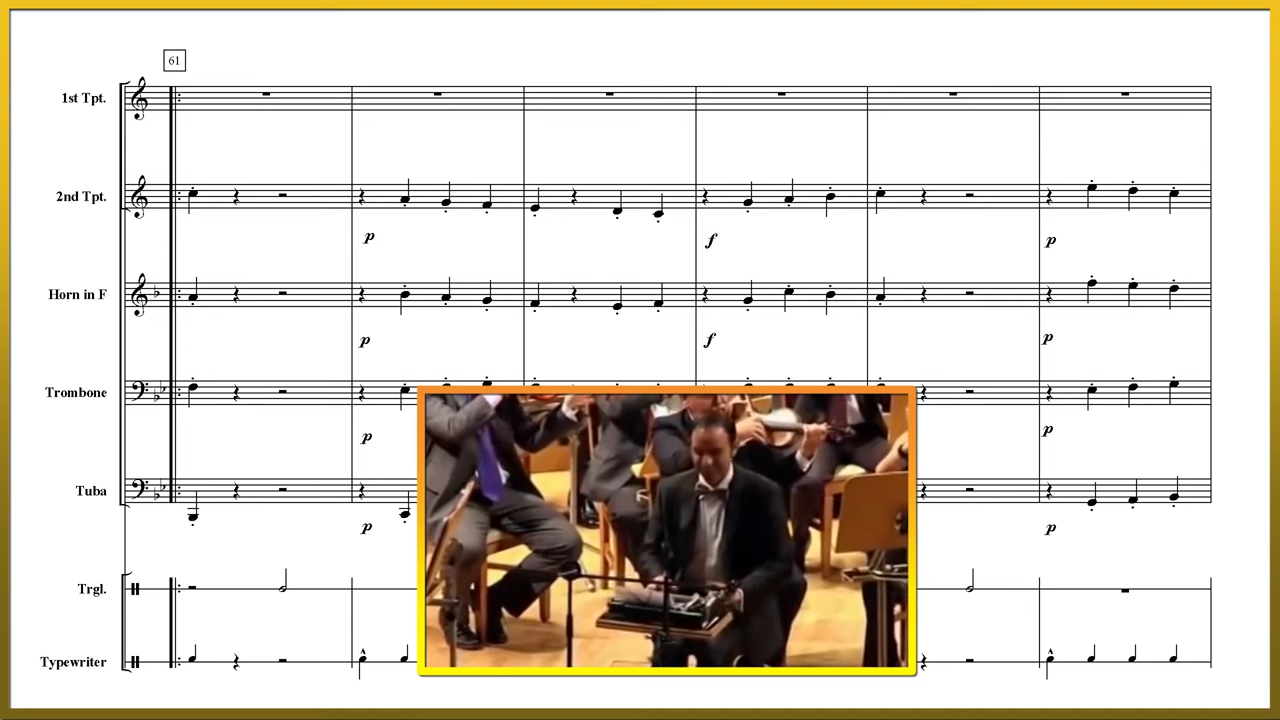 61
1st Tpt.
2nd Tpt.
p
f
p
Horn in F
p
f
p
Trombone
p
p
Tuba
p
p
Trgl.
Typewriter